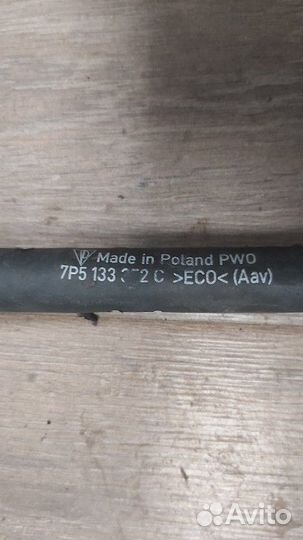 Made in Poland PWO
7P5 133 >ECO< (Aav)
Avito